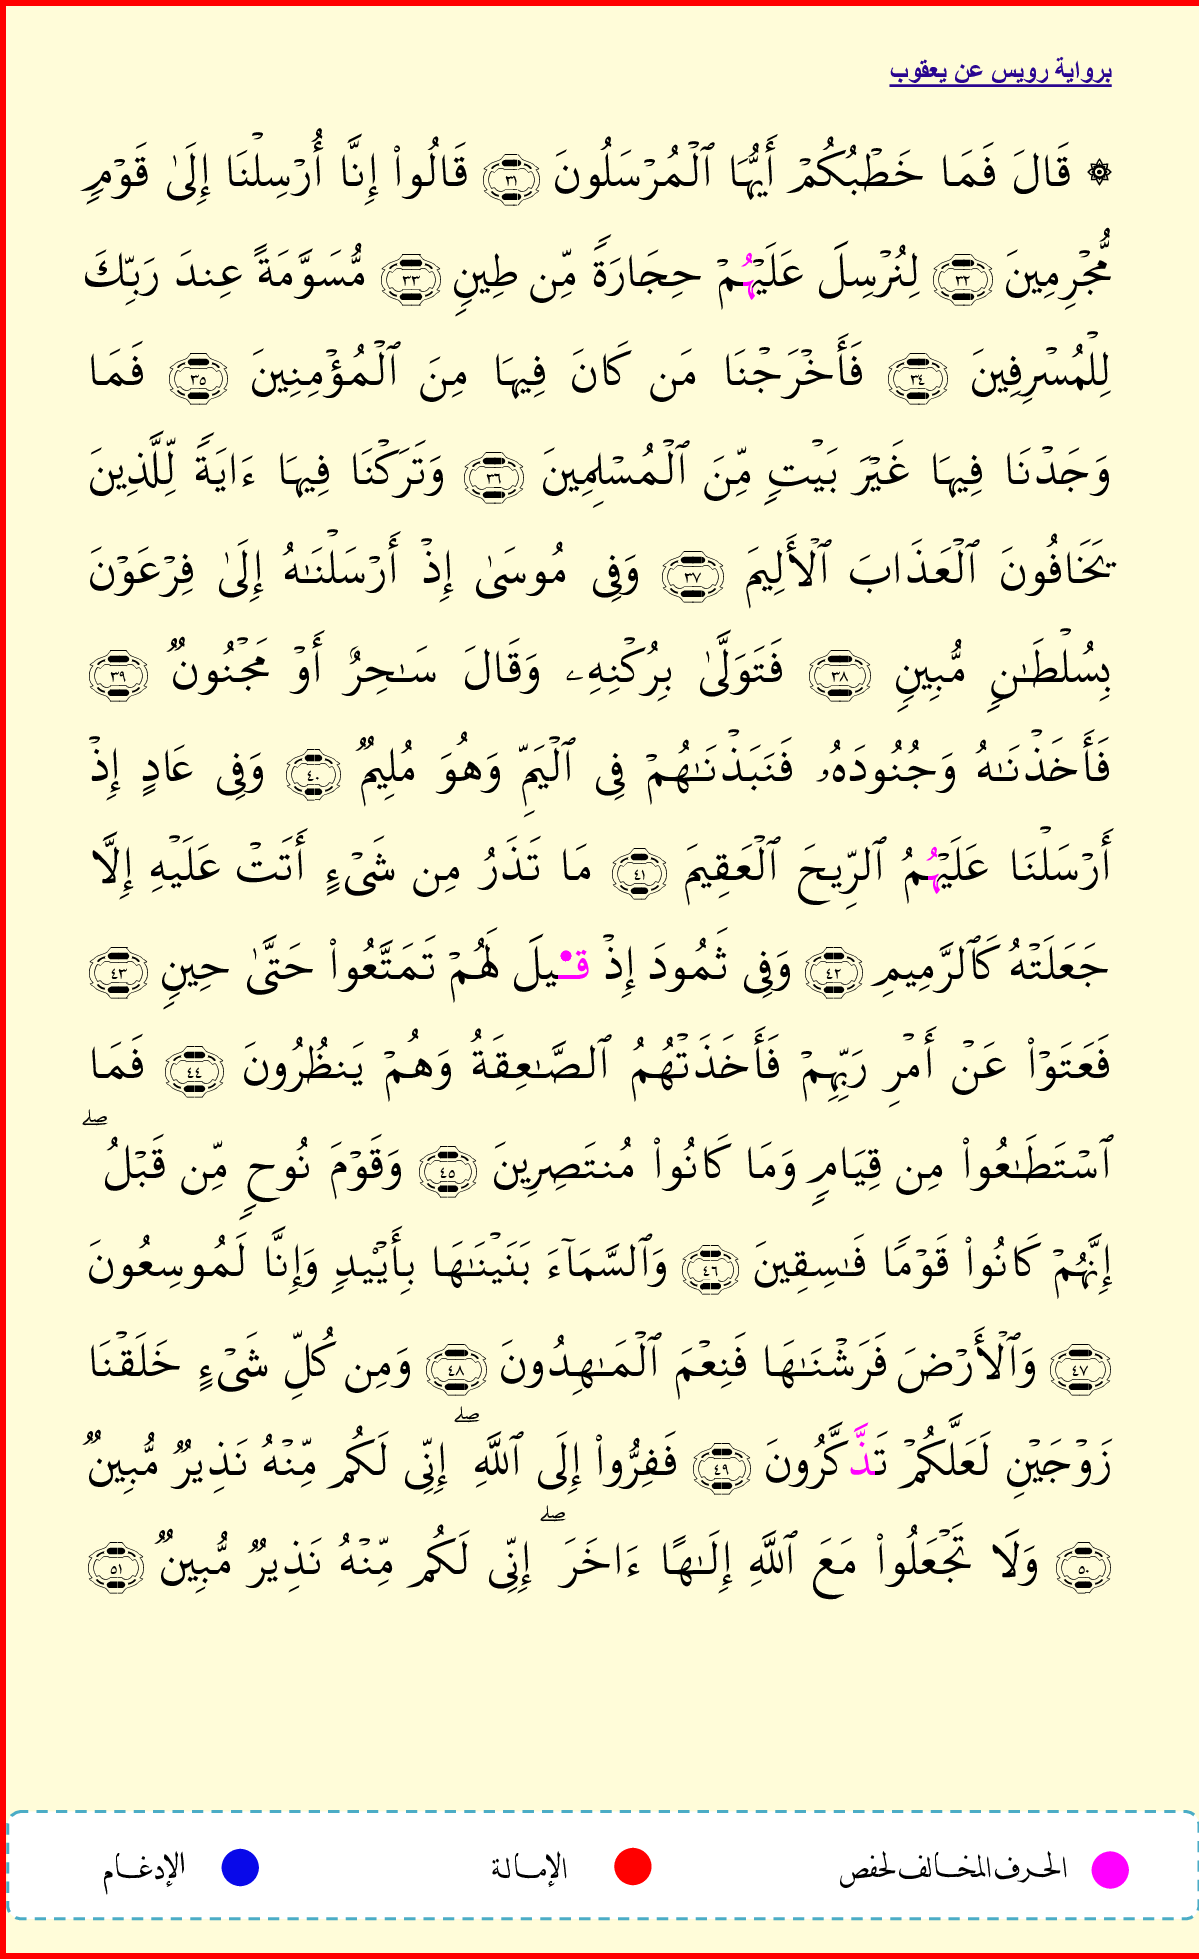 برواية رويس عن يعقوب
۞ قَالَ فَمَا خَطْبُكُمْ أَيُّهَا ٱلْمُرْسَلُونَ ٣١ قَالُوا۟ إِنَّا أُرْسِلْنَا إِلَىٰ قَوْمٍ
مُّجْرِمِينَ ٣٢ لِنُرْسِلَ عَلَيْهُمْ حِجَارَةً مِّن طِينٍ ٣٣ مُّسَوَّمَةً عِندَ رَبِّكَ
لِلْمُسْرِفِينَ ٣٤ فَأَخْرَجْنَا مَن كَانَ فِيهَا مِنَ ٱلْمُؤْمِنِينَ ٣٥ فَمَا
وَجَدْنَا فِيهَا غَيْرَ بَيْتٍ مِّنَ ٱلْمُسْلِمِينَ ٣٦ وَتَرَكْنَا فِيهَا ءَايَةً لِّلَّذِينَ
يَخَافُونَ ٱلْعَذَابَ ٱلْأَلِيمَ ٣٧ وَفِى مُوسَىٰ إِذْ أَرْسَلْنَـٰهُ إِلَىٰ فِرْعَوْنَ
بِسُلْطَـٰنٍ مُّبِينٍ ٣٨ فَتَوَلَّىٰ بِرُكْنِهِۦ وَقَالَ سَـٰحِرٌ أَوْ مَجْنُونٌ ٣٩
فَأَخَذْنَـٰهُ وَجُنُودَهُۥ فَنَبَذْنَـٰهُمْ فِى ٱلْيَمِّ وَهُوَ مُلِيمٌ ٤٠ وَفِى عَادٍ إِذْ
أَرْسَلْنَا عَلَيْهُمُ ٱلرِّيحَ ٱلْعَقِيمَ ٤١ مَا تَذَرُ مِن شَىْءٍ أَتَتْ عَلَيْهِ إِلَّا
جَعَلَتْهُ كَٱلرَّمِيمِ ٤٢ وَفِى ثَمُودَ إِذْ قـ۬ـيلَ لَهُمْ تَمَتَّعُوا۟ حَتَّىٰ حِينٍ ٤٣
فَعَتَوْا۟ عَنْ أَمْرِ رَبِّهِمْ فَأَخَذَتْهُمُ ٱلصَّـٰعِقَةُ وَهُمْ يَنظُرُونَ ٤٤ فَمَا
ٱسْتَطَـٰعُوا۟ مِن قِيَامٍ وَمَا كَانُوا۟ مُنتَصِرِينَ ٤٥ وَقَوْمَ نُوحٍ مِّن قَبْلُ ۖ
إِنَّهُمْ كَانُوا۟ قَوْمًا فَـٰسِقِينَ ٤٦ وَٱلسَّمَآءَ بَنَيْنَـٰهَا بِأَيْي۟دٍ وَإِنَّا لَمُوسِعُونَ
٤٧ وَٱلْأَرْضَ فَرَشْنَـٰهَا فَنِعْمَ ٱلْمَـٰهِدُونَ ٤٨ وَمِن كُلِّ شَىْءٍ خَلَقْنَا
زَوْجَيْنِ لَعَلَّكُمْ تَذَّكَّرُونَ ٤٩ فَفِرُّوا۟ إِلَى ٱللَّهِ ۖ إِنِّى لَكُم مِّنْهُ نَذِيرٌ مُّبِينٌ
٥٠ وَلَا تَجْعَلُوا۟ مَعَ ٱللَّهِ إِلَـٰهًا ءَاخَرَ ۖ إِنِّى لَكُم مِّنْهُ نَذِيرٌ مُّبِينٌ ٥١
الحرف المخالف لحفص الإمالة الإدغام